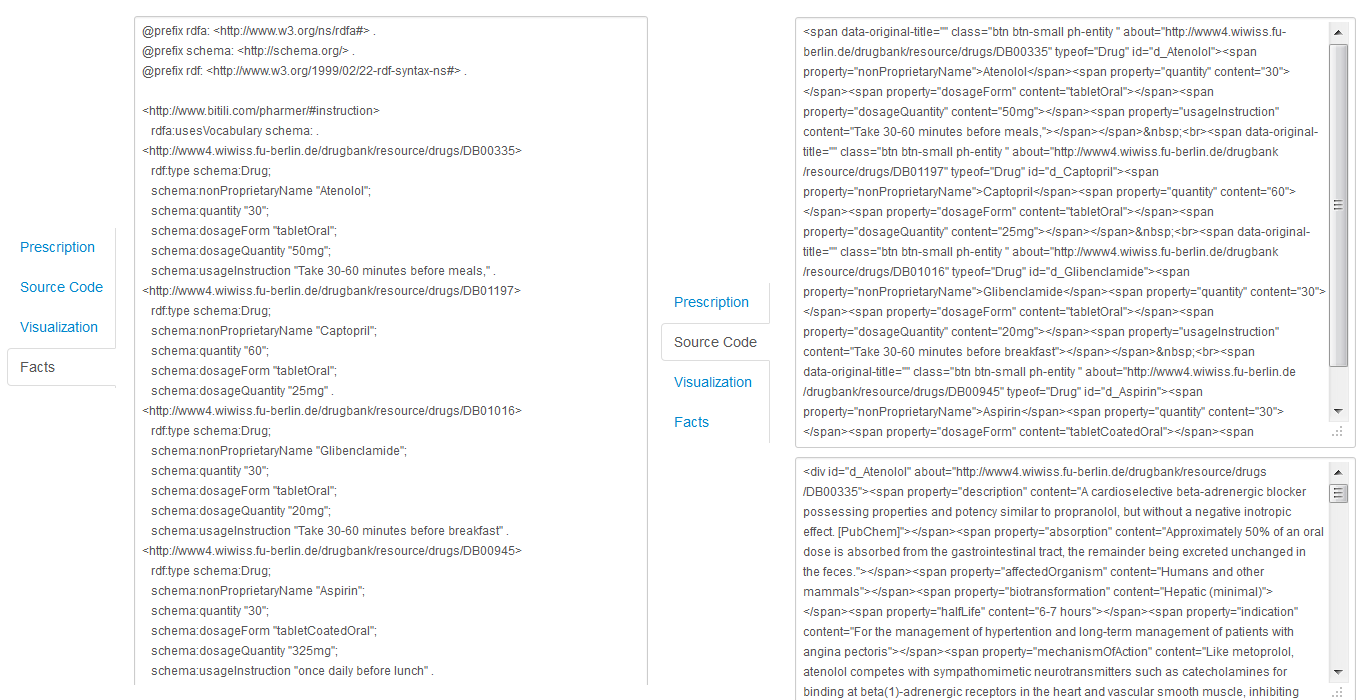 Prescription
Source Code
Visualization
Facts
@prefix rdfa: <http://www.w3.org/ns/rdfa#> .
@prefix schema: <http://schema.org/> .
@prefix rdf: <http://www.w3.org/1999/02/22-rdf-syntax-ns#> .
<http://www.bitili.com/pharmer/#instruction>
rdfa:usesVocabulary schema: .
<http://www4.wiwiss.fu-berlin.de/drugbank/resource/drugs/DB00335>
rdf:type schema:Drug;
schema:nonProprietaryName "Atenolol";
schema:quantity "30";
schema:dosageForm "tabletOral";
schema:dosageQuantity "50mg";
schema:usageInstruction "Take 30-60 minutes before meals," .
<http://www4.wiwiss.fu-berlin.de/drugbank/resource/drugs/DB01197>
rdf:type schema:Drug;
schema:nonProprietaryName "Captopril";
schema:quantity "60";
schema:dosageForm "tabletOral";
schema:dosageQuantity "25mg" .
<http://www4.wiwiss.fu-berlin.de/drugbank/resource/drugs/DB01016>
rdf:type schema:Drug;
schema:nonProprietaryName "Glibenclamide";
schema:quantity "30";
schema:dosageForm "tabletOral";
schema:dosageQuantity "20mg";
schema:usageInstruction "Take 30-60 minutes before breakfast" .
<http://www4.wiwiss.fu-berlin.de/drugbank/resource/drugs/DB00945>
rdf:type schema:Drug;
schema:nonProprietaryName "Aspirin";
schema:quantity "30";
schema:dosageForm "tabletCoatedOral";
schema:dosageQuantity "325mg";
schema:usageInstruction "once daily before lunch" .
Prescription
Source Code
Visualization
Facts
<span data-original-title="" class="btn btn-small ph-entity " about="http://www4.wiwiss.fu-
berlin.de/drugbank/resource/drugs/DB00335" typeof="Drug" id="d_Atenolol"><span
property="nonProprietaryName">Atenolol</span><span property="quantity" content="30">
</span><span property="dosageForm" content="tabletOral"></span><span
property="dosageQuantity" content="50mg"></span><span property="usageInstruction"
content="Take 30-60 minutes before meals,"></span></span>&nbsp;<br><span data-original-
title="" class="btn btn-small ph-entity " about="http://www4.wiwiss.fu-berlin.de/drugbank
/resource/drugs/DB01197" typeof="Drug" id="d_Captopril"><span
property="nonProprietaryName">Captopril</span><span property="quantity" content="60">
</span><span property="dosageForm" content="tabletOral"></span><span
property="dosageQuantity" content="25mg"></span></span>&nbsp;<br><span data-original-
title="" class="btn btn-small ph-entity " about="http://www4.wiwiss.fu-berlin.de/drugbank
/resource/drugs/DB01016" typeof="Drug" id="d_Glibenclamide"><span
property="nonProprietaryName">Glibenclamide</span><span property="quantity" content="30">
</span><span property="dosageForm" content="tabletOral"></span><span
property="dosageQuantity" content="20mg"></span><span property="usageInstruction"
content="Take 30-60 minutes before breakfast"></span></span>&nbsp;<br><span
data-original-title="" class="btn btn-small ph-entity " about="http://www4.wiwiss.fu-berlin.de
/drugbank/resource/drugs/DB00945" typeof="Drug" id="d_Aspirin"><span
property="nonProprietaryName">Aspirin</span><span property="quantity" content="30">
</span><span property="dosageForm" content="tabletCoatedOral"></span><span
<div id="d_Atenolol" about="http://www4.wiwiss.fu-berlin.de/drugbank/resource/drugs
/DB00335"><span property="description" content="A cardioselective beta-adrenergic blocker
possessing properties and potency similar to propranolol, but without a negative inotropic
effect. [PubChem]"></span><span property="absorption" content="Approximately 50% of an oral
dose is absorbed from the gastrointestinal tract, the remainder being excreted unchanged in
the feces."></span><span property="affectedOrganism" content="Humans and other
mammals"></span><span property="biotransformation" content="Hepatic (minimal)">
</span><span property="halfLife" content="6-7 hours"></span><span property="indication"
content="For the management of hypertention and long-term management of patients with
angina pectoris"></span><span property="mechanismOfAction" content="Like metoprolol,
atenolol competes with sympathomimetic neurotransmitters such as catecholamines for
binding at beta(1)-adrenergic receptors in the heart and vascular smooth muscle, inhibiting